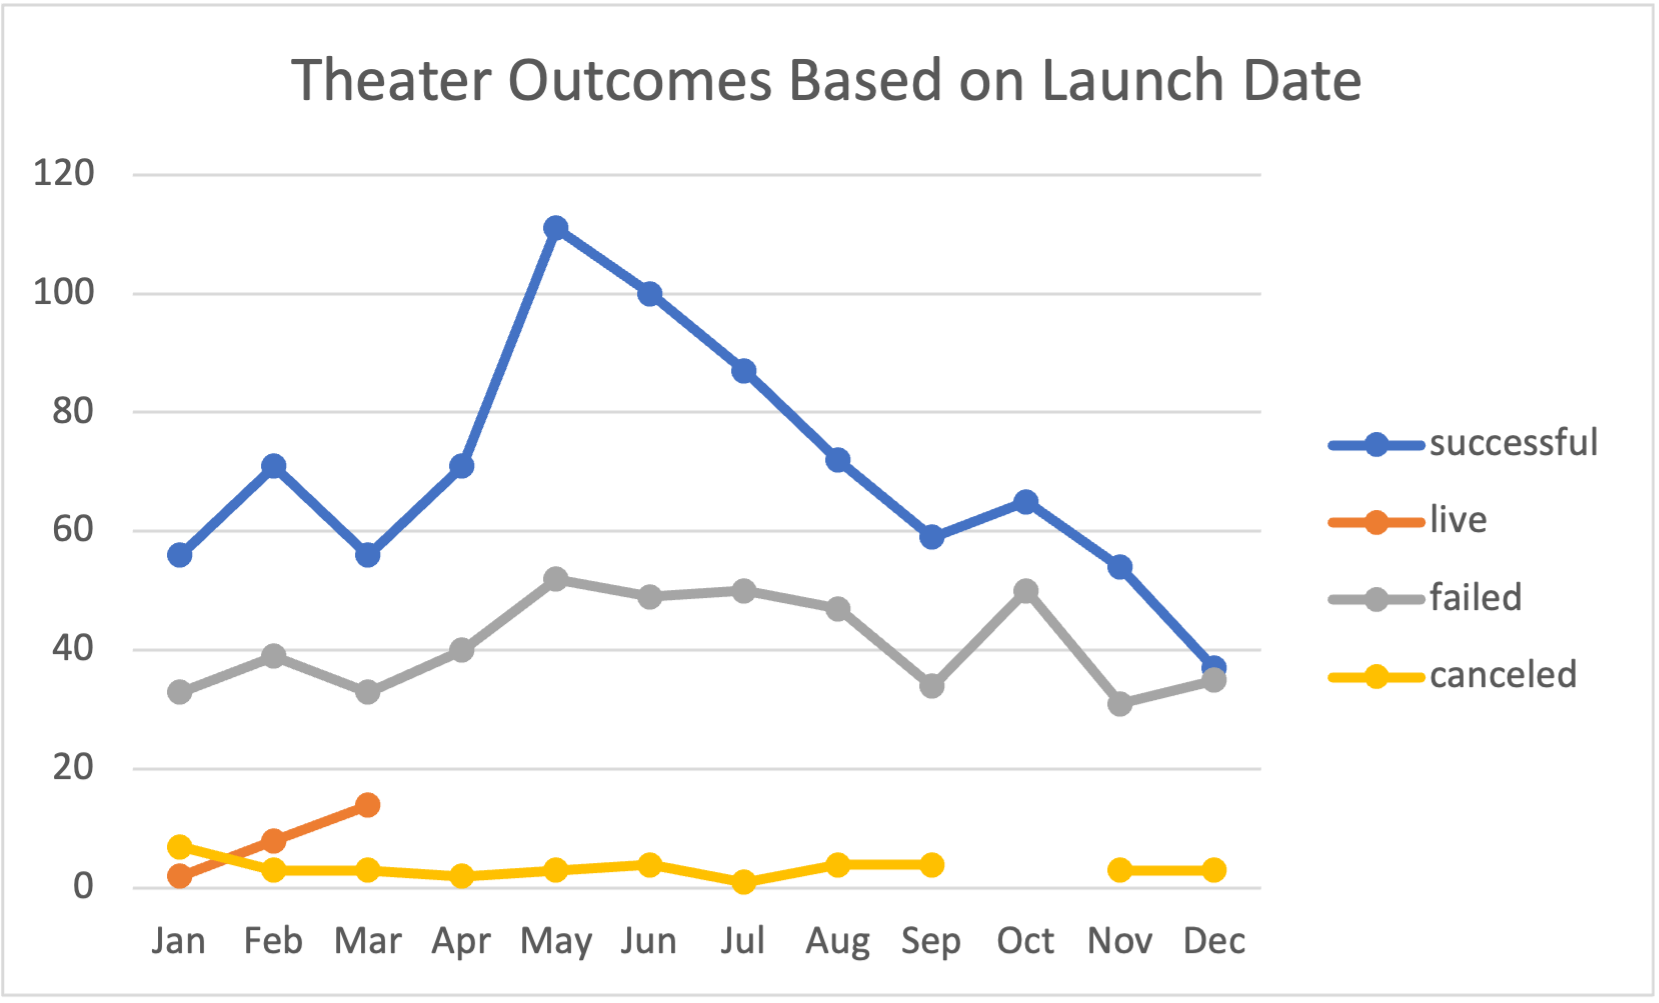 Theater Outcomes Based on Launch Date
120
100
80
60
40
20
0
Jan Feb Mar Apr May Jun Jul Aug Sep Oct Nov Dec
successful
live
failed
canceled